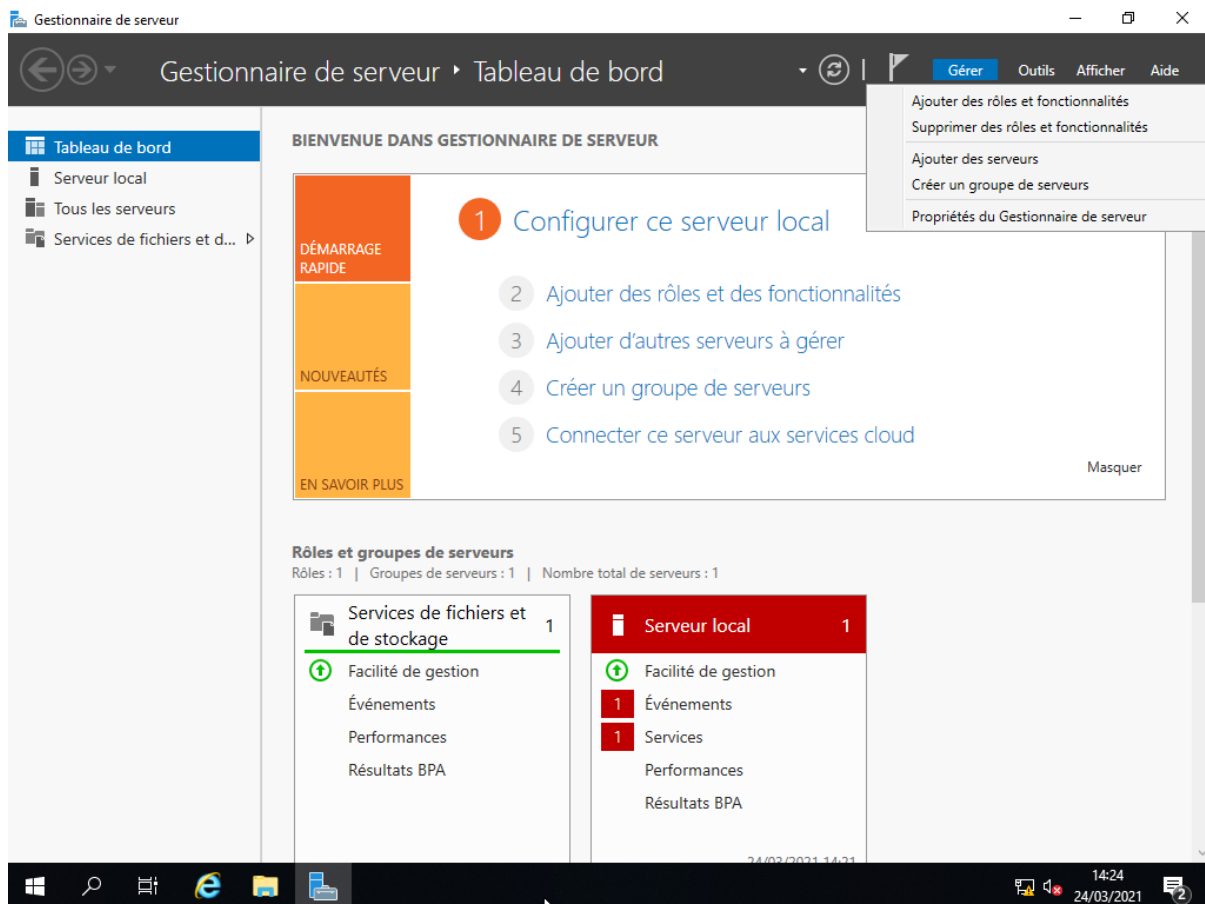 Gestionnaire de serveur
Gestionnaire de serveur ‣ Tableau de bord
Gérer Outils Afficher Aide
Ajouter des rôles et fonctionnalités
Supprimer des rôles et fonctionnalités
Ajouter des serveurs
Créer un groupe de serveurs
Propriétés du Gestionnaire de serveur
Tableau de bord
Serveur local
Tous les serveurs
Services de fichiers et d...
BIENVENUE DANS GESTIONNAIRE DE SERVEUR
DÉMARRAGE
RAPIDE
NOUVEAUTÉS
EN SAVOIR PLUS
1 Configurer ce serveur local
2 Ajouter des rôles et des fonctionnalités
3 Ajouter d’autres serveurs à gérer
4 Créer un groupe de serveurs
5 Connecter ce serveur aux services cloud
Masquer
Rôles et groupes de serveurs
Rôles : 1 | Groupes de serveurs : 1 | Nombre total de serveurs : 1
Services de fichiers et
de stockage
1
Facilité de gestion
Événements
Performances
Résultats BPA
Serveur local 1
Facilité de gestion
1 Événements
1 Services
Performances
Résultats BPA
24/03/2021 14:21
14:24
24/03/2021
2